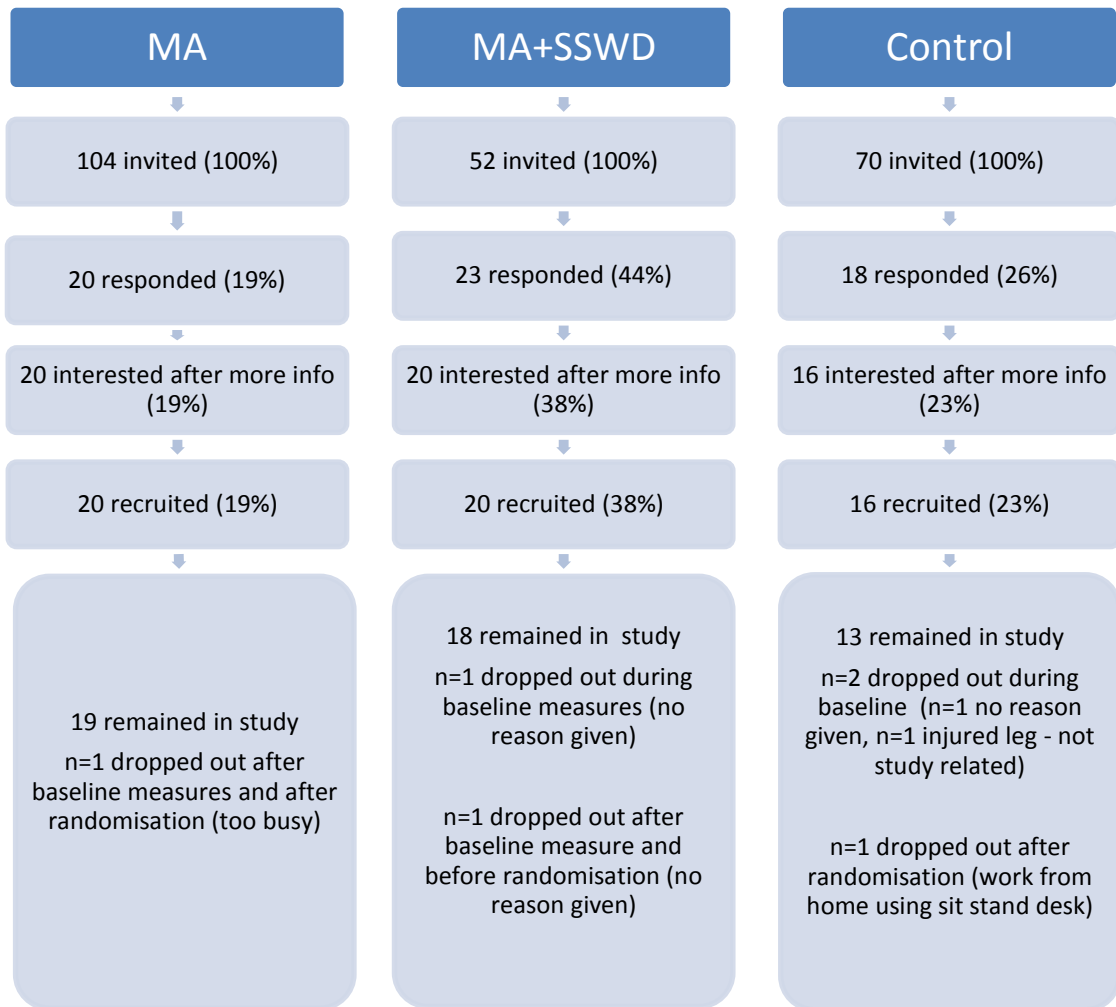 MA
104 invited (100%)
20 responded (19%)
20 interested after more info
(19%)
20 recruited (19%)
19 remained in study
n=1 dropped out after
baseline measures and after
randomisation (too busy)
MA+SSWD
52 invited (100%)
23 responded (44%)
20 interested after more info
(38%)
20 recruited (38%)
18 remained in  study
n=1 dropped out during
baseline measures (no
reason given)
n=1 dropped out after
baseline measure and
before randomisation (no
reason given)
Control
70 invited (100%)
18 responded (26%)
16 interested after more info
(23%)
16 recruited (23%)
13 remained in study
n=2 dropped out during
baseline  (n=1 no reason
given, n=1 injured leg - not
study related)
n=1 dropped out after
randomisation (work from
home using sit stand desk)